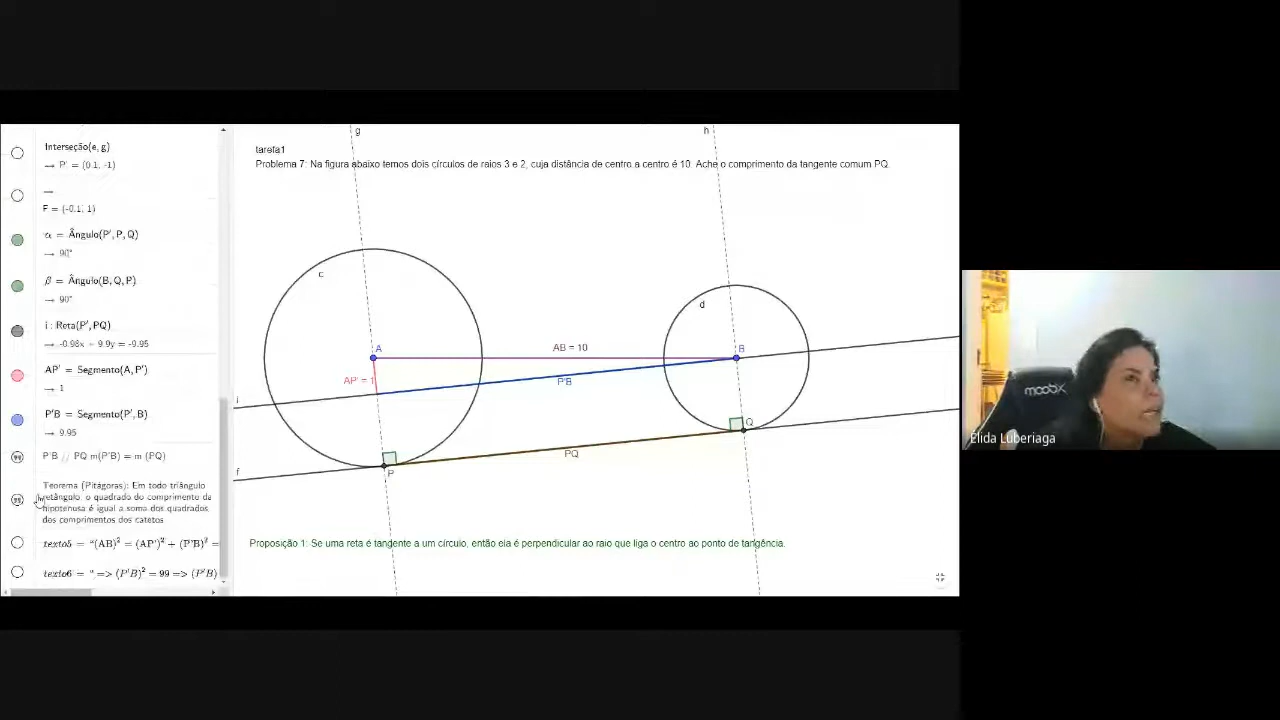 Interseção(e, g)
→ P' = (0.1, -1)
→
F = (-0.1, 1)
α = Ângulo(P', P, Q)
→ 90°
β = Ângulo(B, Q, P)
→ 90°
i : Reta(P', PQ)
→ -0.98x + 9.9y = -9.95
AP' = Segmento(A, P')
→ 1
P'B = Segmento(P', B)
→ 9.95
P'B // PQ m(P'B) = m (PQ)
Teorema (Pitágoras): Em todo triângulo
retângulo, o quadrado do comprimento da
hipotenusa é igual a soma dos quadrados
dos comprimentos dos catetos
texto5 = "(AB)² = (AP')² + (P'B)² =
texto6 = " => (P'B)² = 99 => (P'B)
g
h
tarefa1
Problema 7: Na figura abaixo temos dois círculos de raios 3 e 2, cuja distância de centro a centro é 10. Ache o comprimento da tangente comum PQ.
c
d
A
AB = 10
B
AP' = 1
P'B
i
Q
PQ
f
P
Proposição 1: Se uma reta é tangente a um círculo, então ela é perpendicular ao raio que liga o centro ao ponto de tangência.
moobx
Élida Luberiaga